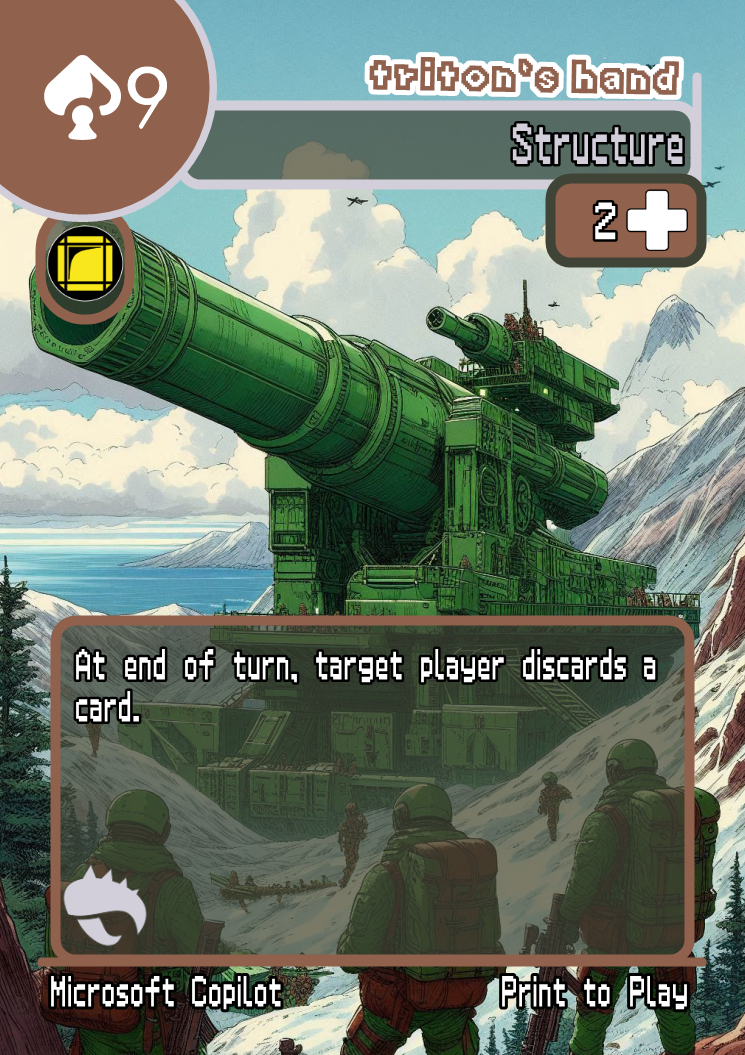 9
triton's hand
Structure
2
At end of turn, target player discards a
card.
Microsoft Copilot
Print to Play